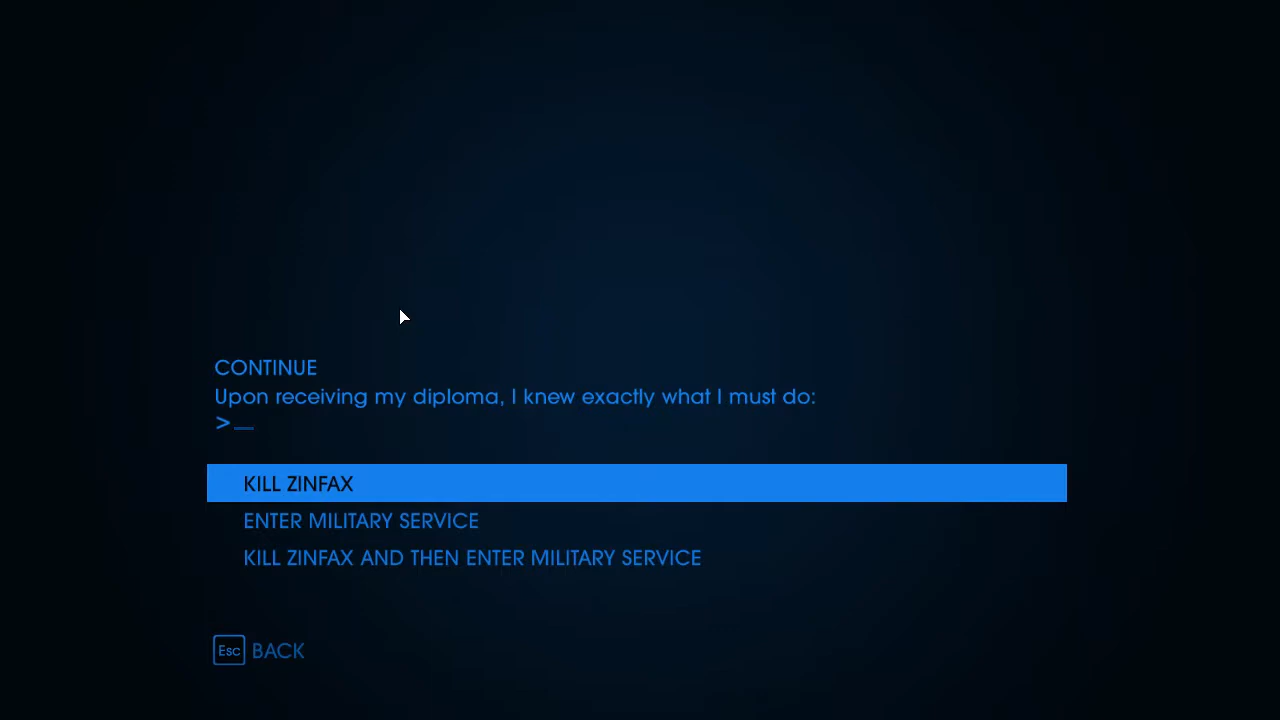 CONTINUE
Upon receiving my diploma, I knew exactly what I must do:
>_
KILL ZINFAX
ENTER MILITARY SERVICE
KILL ZINFAX AND THEN ENTER MILITARY SERVICE
Esc BACK